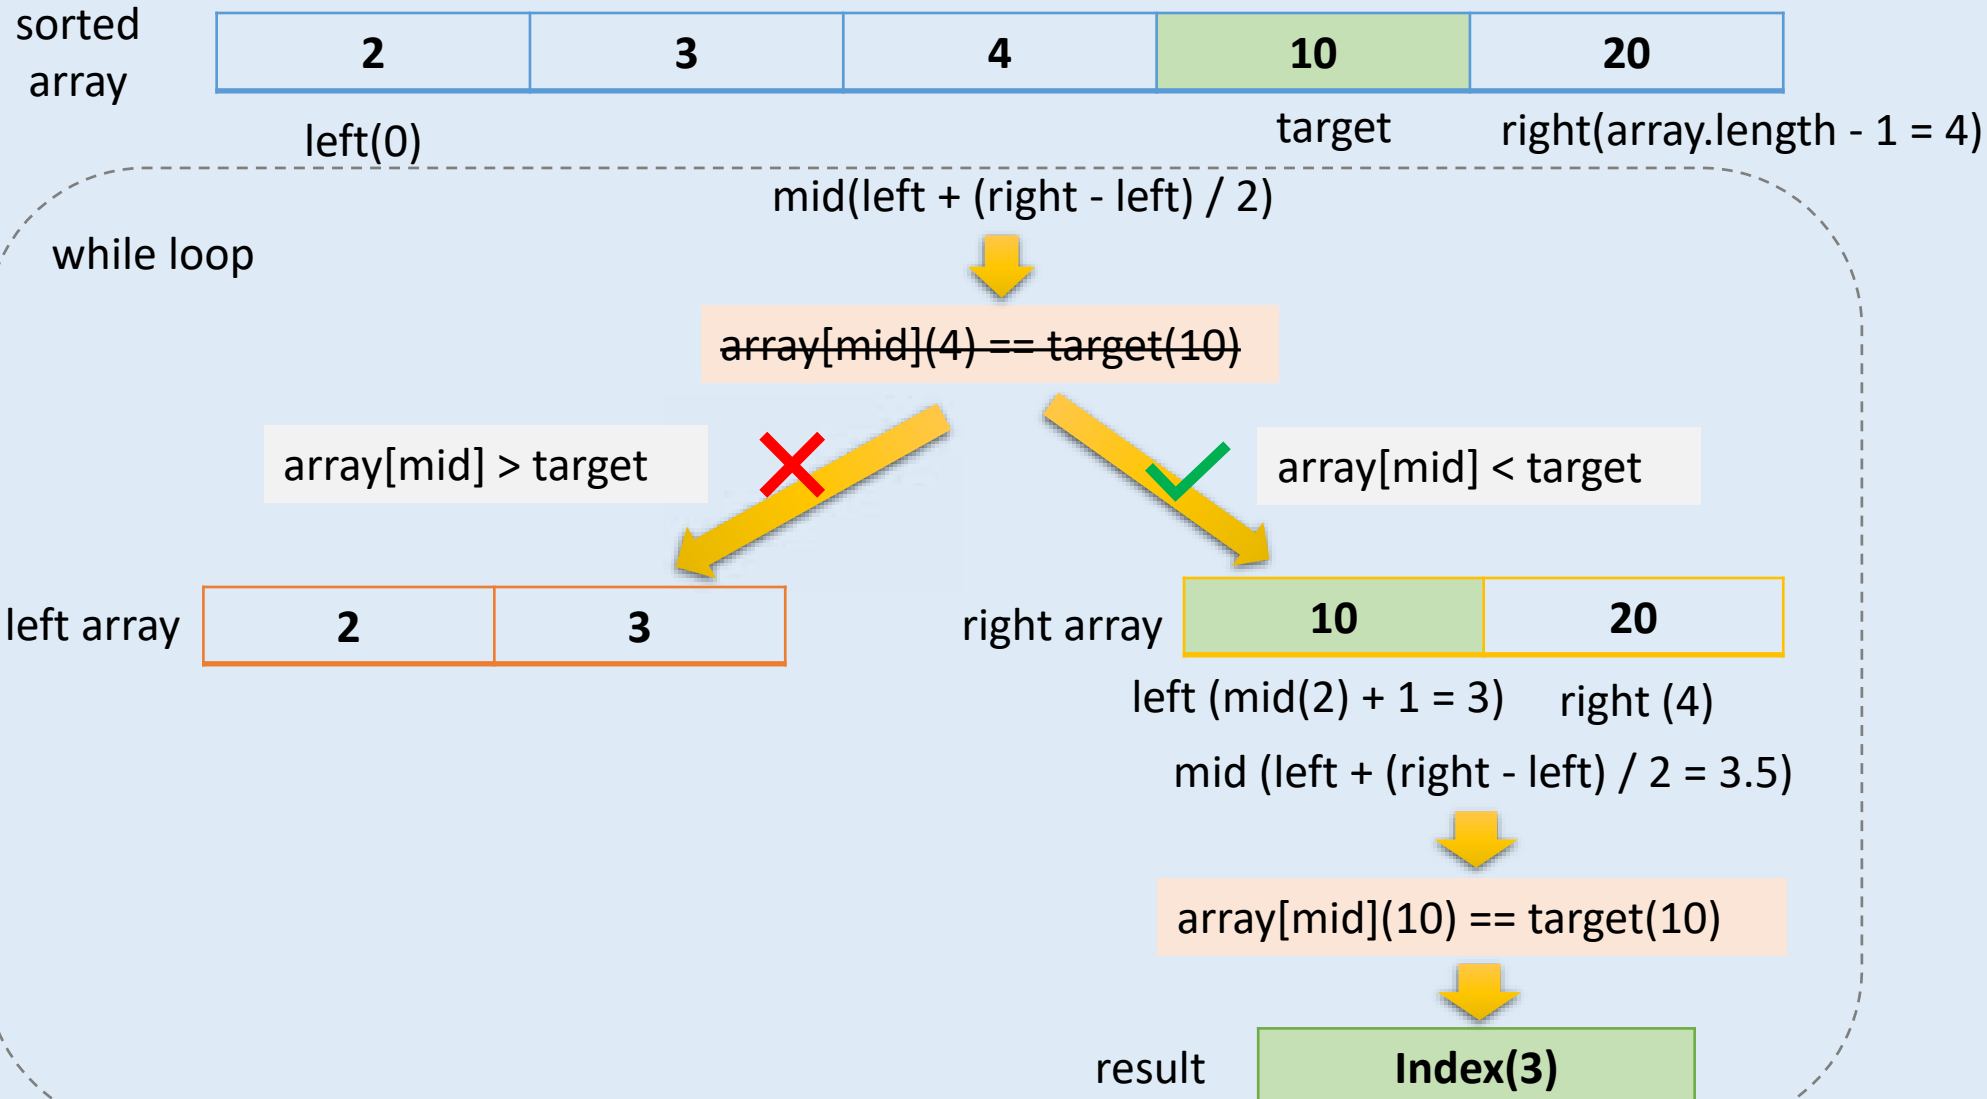 sorted
array
2 3 4 10 20
left(0) target right(array.length - 1 = 4)
mid(left + (right - left) / 2)
while loop
array[mid](4) == target(10)
array[mid] > target array[mid] < target
left array 2 3 right array 10 20
left (mid(2) + 1 = 3) right (4)
mid (left + (right - left) / 2 = 3.5)
array[mid](10) == target(10)
result Index(3)